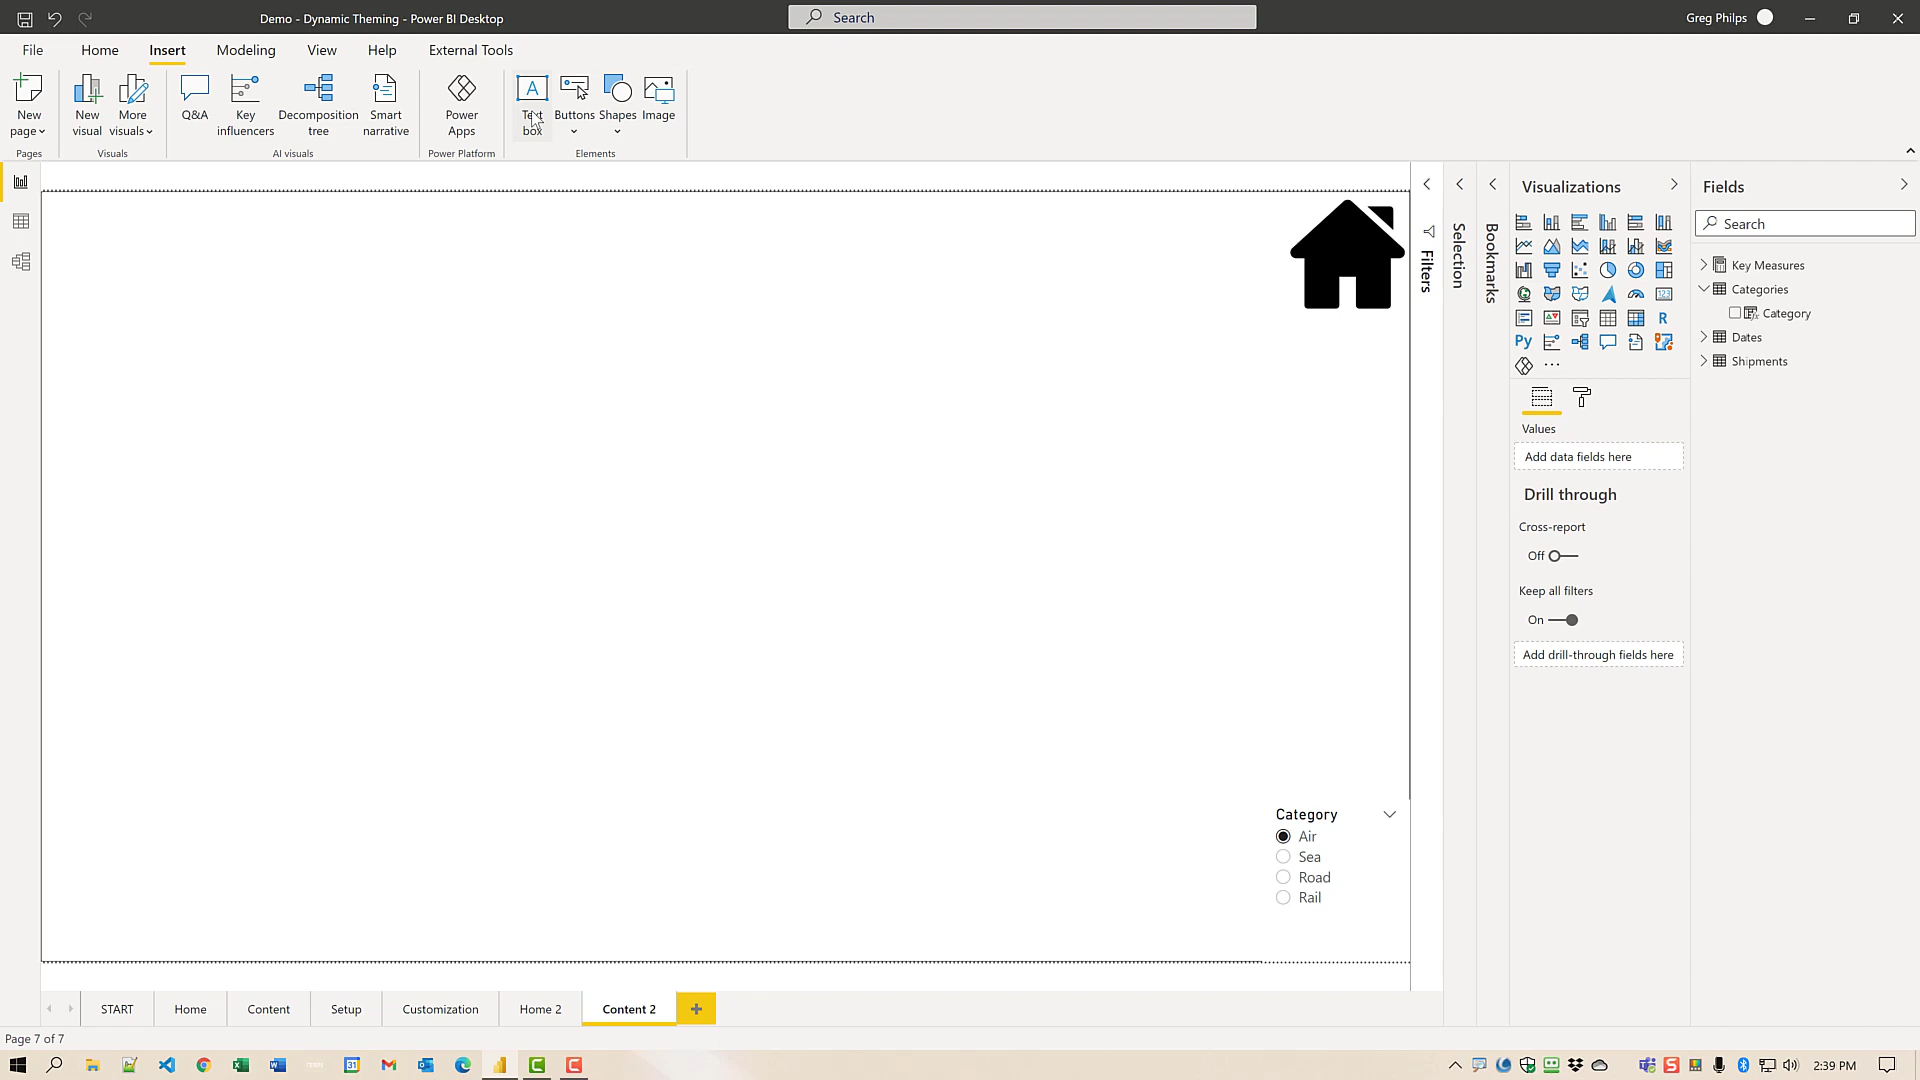 Demo - Dynamic Theming - Power BI Desktop
Search
Greg Philps
File Home Insert Modeling View Help External Tools
New page
New visual
More visuals
Q&A
Key influencers
Decomposition tree
Smart narrative
Power Apps
Text box
Buttons
Shapes
Image
Pages Visuals AI visuals Power Platform Elements
Filters
Selection
Bookmarks
Visualizations
R
Py
Values
Add data fields here
Drill through
Cross-report
Off
Keep all filters
On
Add drill-through fields here
Fields
Search
Key Measures
Categories
Category
Dates
Shipments
Category
Air
Sea
Road
Rail
START Home Content Setup Customization Home 2 Content 2
Page 7 of 7
2:39 PM